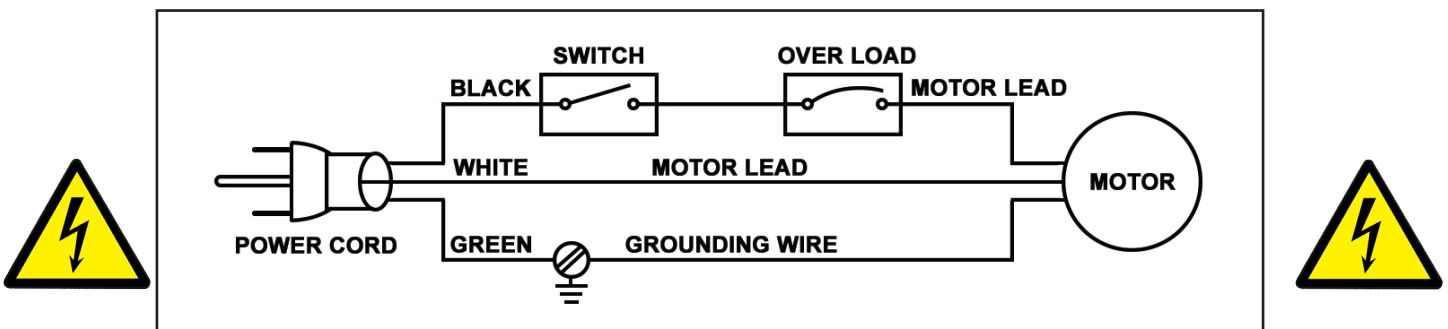 SWITCH
OVER LOAD
BLACK
MOTOR LEAD
WHITE
MOTOR LEAD
MOTOR
POWER CORD
GREEN
GROUNDING WIRE